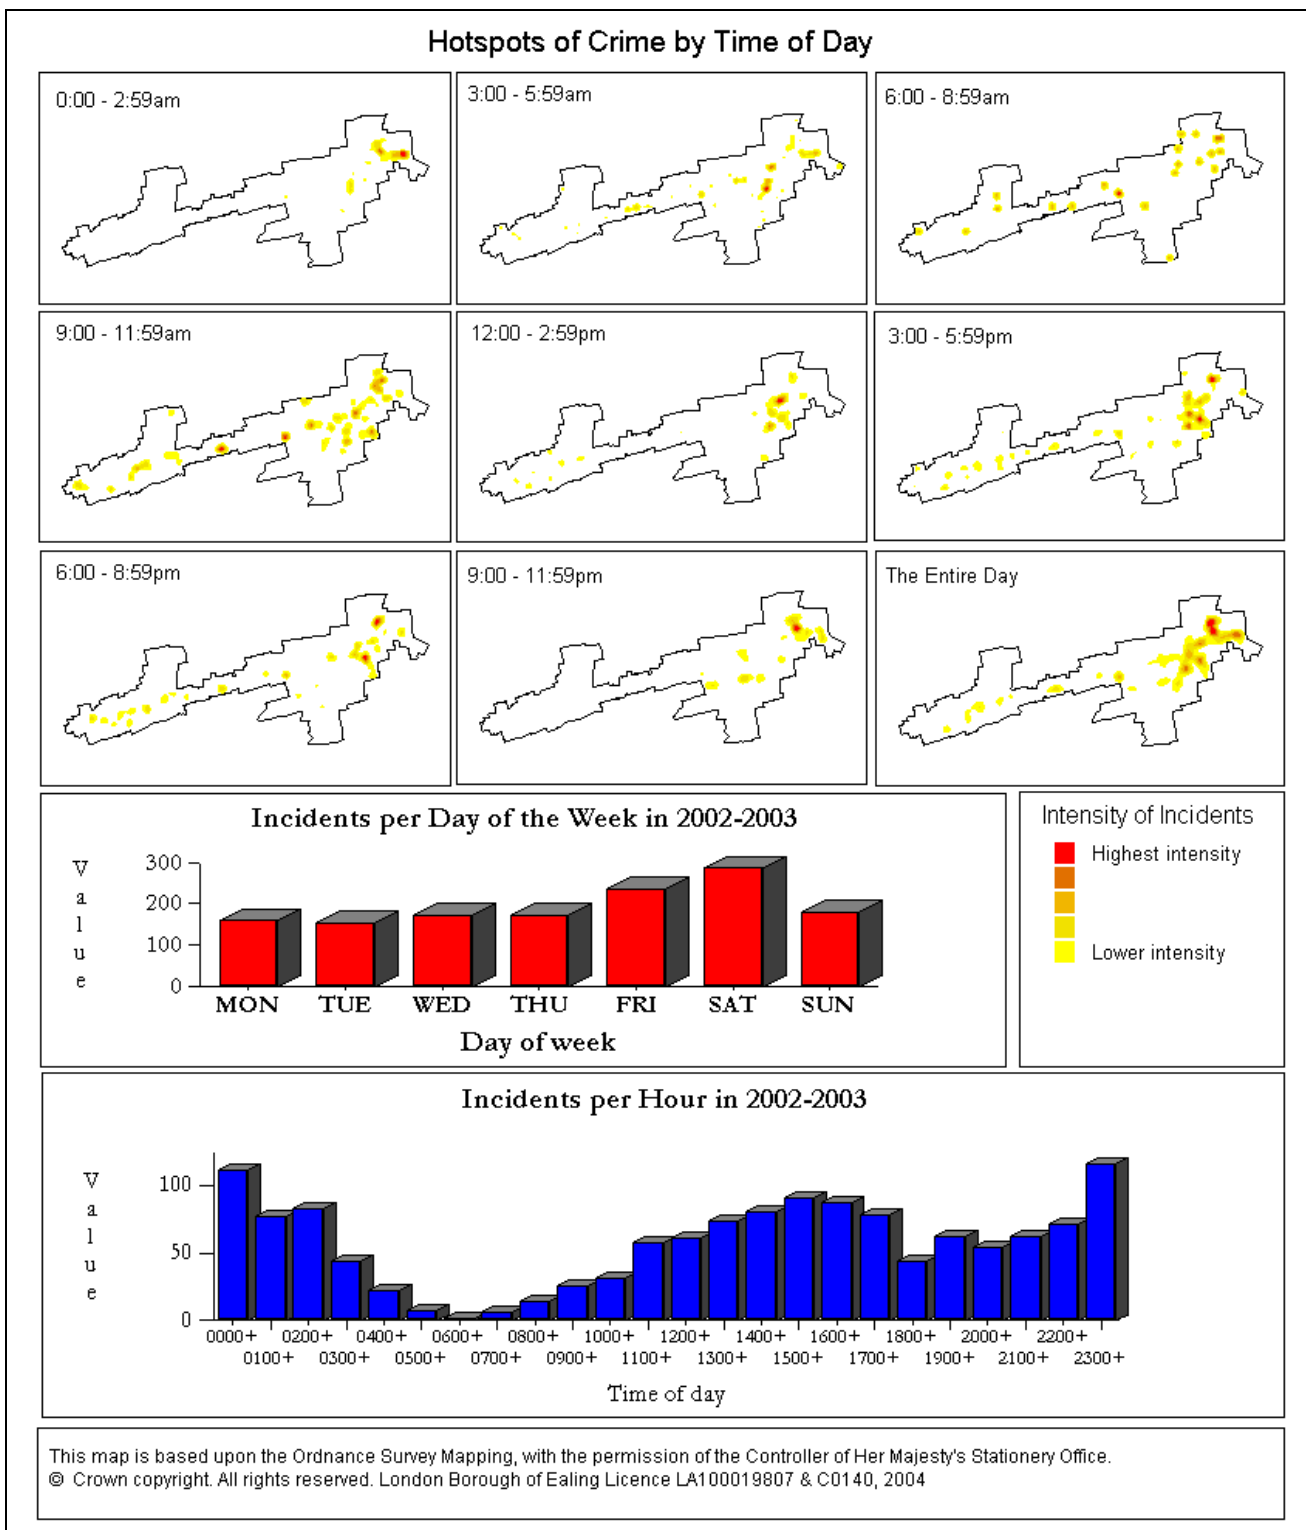 Hotspots of Crime by Time of Day
0:00 - 2:59am
3:00 - 5:59am
6:00 - 8:59am
9:00 - 11:59am
12:00 - 2:59pm
3:00 - 5:59pm
6:00 - 8:59pm
9:00 - 11:59pm
The Entire Day
Incidents per Day of the Week in 2002-2003
Value
300
200
100
0
MON TUE WED THU FRI SAT SUN
Day of week
Intensity of Incidents
Highest intensity
Lower intensity
Incidents per Hour in 2002-2003
Value
100
50
0
0000+ 0200+ 0400+ 0600+ 0800+ 1000+ 1200+ 1400+ 1600+ 1800+ 2000+ 2200+
0100+ 0300+ 0500+ 0700+ 0900+ 1100+ 1300+ 1500+ 1700+ 1900+ 2100+ 2300+
Time of day
This map is based upon the Ordnance Survey Mapping, with the permission of the Controller of Her Majesty's Stationery Office.
© Crown copyright. All rights reserved. London Borough of Ealing Licence LA100019807 & C0140, 2004